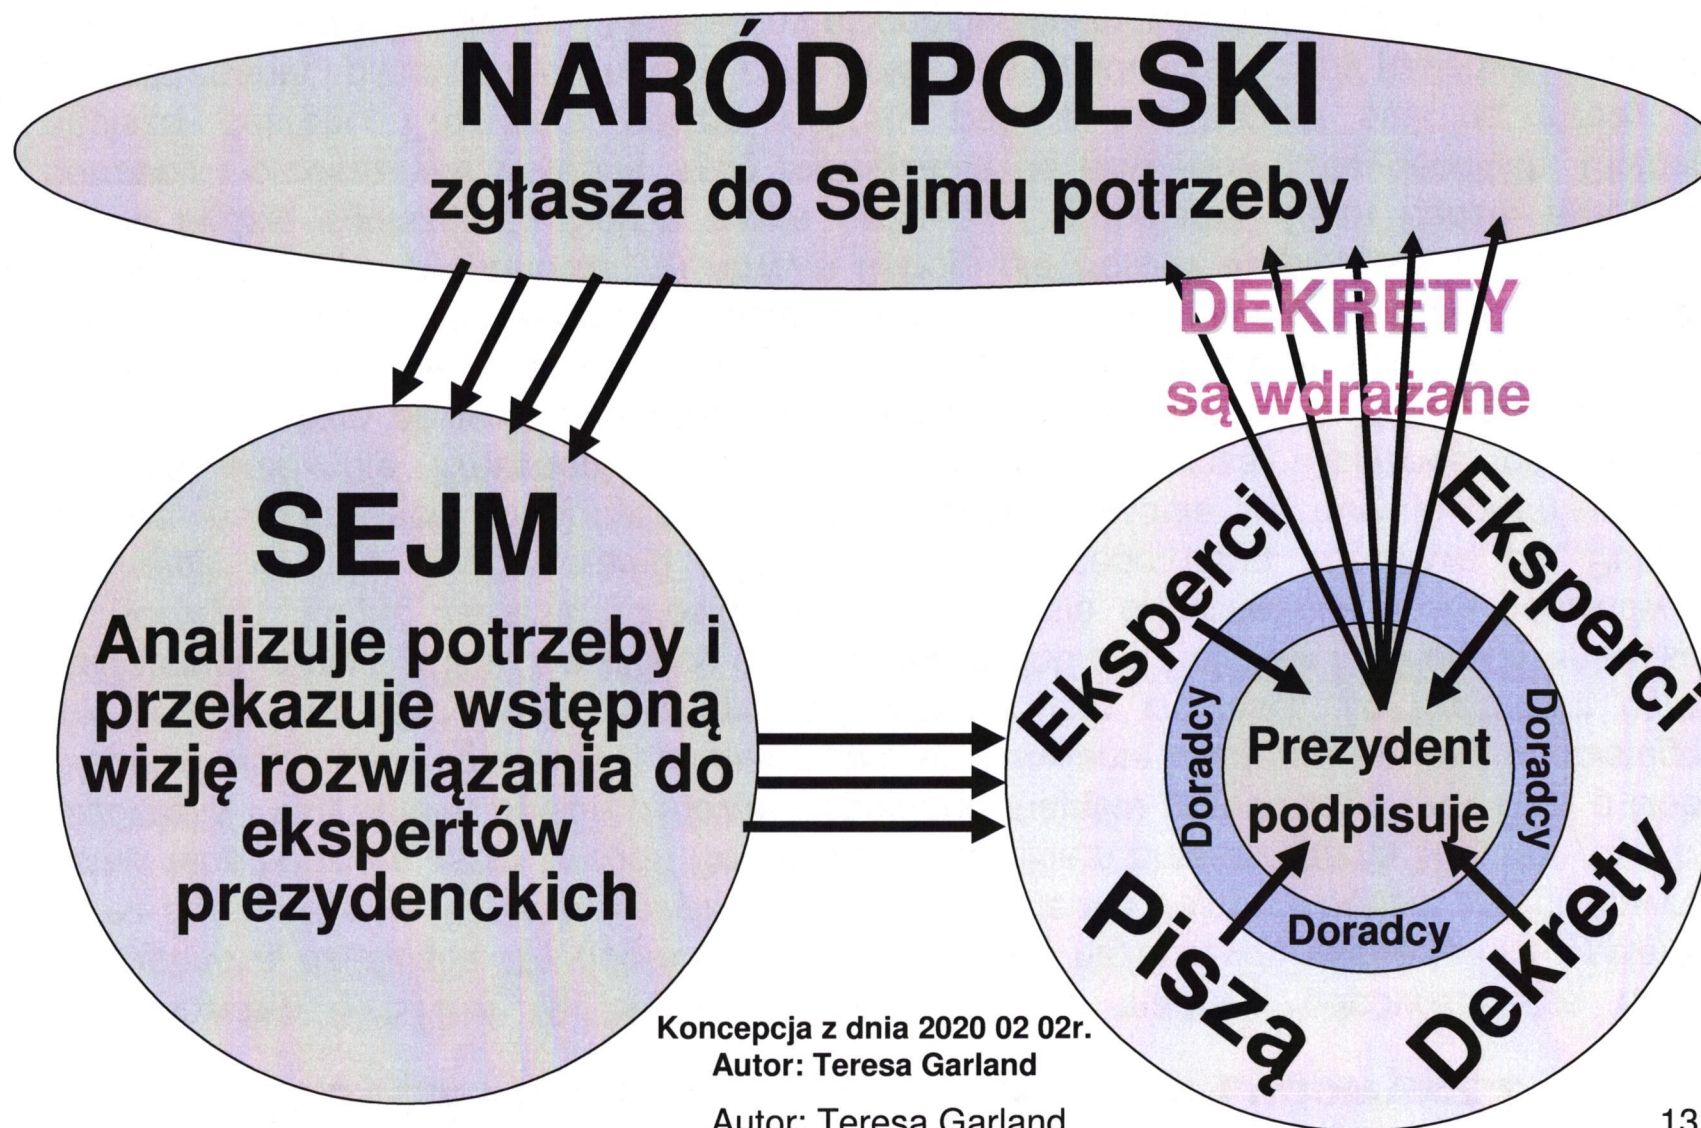 NARÓD POLSKI
zgłasza do Sejmu potrzeby
DEKRETY
są wdrażane
SEJM
Analizuje potrzeby i
przekazuje wstępną
wizję rozwiązania do
ekspertów
prezydenckich
Eksperci
Eksperci
Doradcy
Doradcy
Prezydent
podpisuje
Doradcy
Piszą
Dekrety
Koncepcja z dnia 2020 02 02r.
Autor: Teresa Garland
Autor: Teresa Garland
13